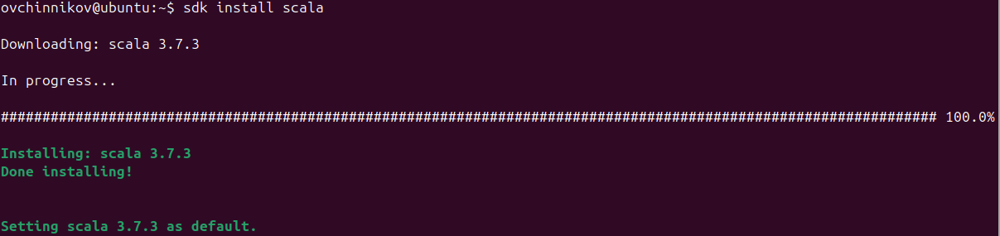 ovchinnikov@ubuntu:~$ sdk install scala
Downloading: scala 3.7.3
In progress...
################################################################################################################# 100.0%
Installing: scala 3.7.3
Done installing!
Setting scala 3.7.3 as default.